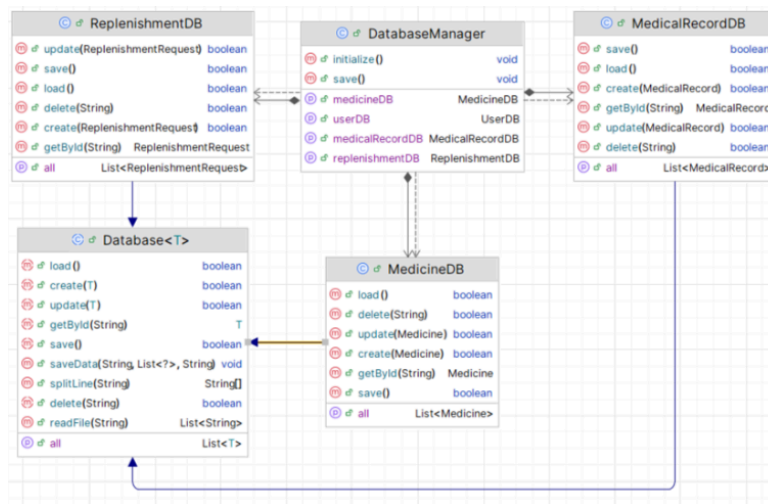 ReplenishmentDB
update(ReplenishmentRequest) boolean
save() boolean
load() boolean
delete(String) boolean
create(ReplenishmentRequest) boolean
getById(String) ReplenishmentRequest
all List<ReplenishmentRequest>
DatabaseManager
initialize() void
save() void
medicineDB MedicineDB
userDB UserDB
medicalRecordDB MedicalRecordDB
replenishmentDB ReplenishmentDB
MedicalRecordDB
save() boolean
load() boolean
create(MedicalRecord) boolean
getById(String) MedicalRecord
update(MedicalRecord) boolean
delete(String) boolean
all List<MedicalRecord>
Database<T>
load() boolean
create(T) boolean
update(T) boolean
getById(String) T
save() boolean
saveData(String, List<?>, String) void
splitLine(String) String[]
delete(String) boolean
readFile(String) List<String>
all List<T>
MedicineDB
load() boolean
delete(String) boolean
update(Medicine) boolean
create(Medicine) boolean
getById(String) Medicine
save() boolean
all List<Medicine>